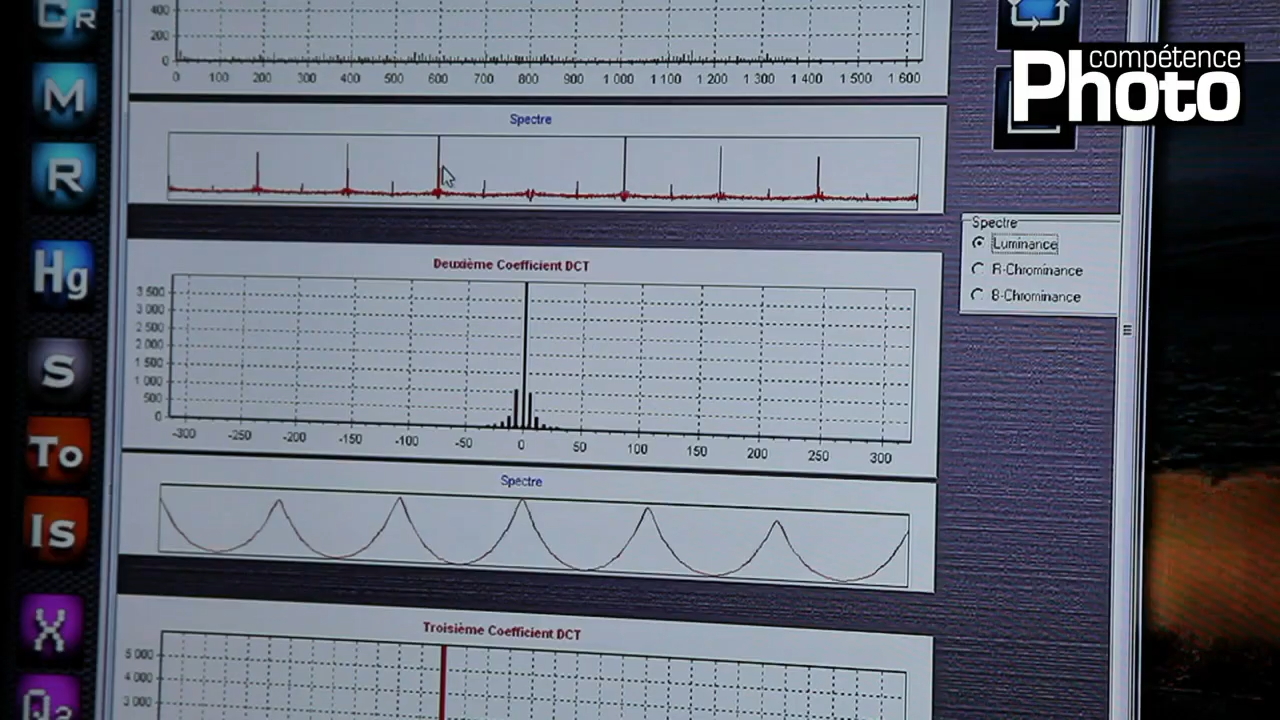 CR
M
R
Hg
S
To
Is
X
compétence
Photo
400
200
0
0 100 200 300 400 500 600 700 800 900 1 000 1 100 1 200 1 300 1 400 1 500 1 600
Spectre
Spectre
Luminance
R-Chrominance
B-Chrominance
Deuxième Coefficient DCT
3 500
3 000
2 500
2 000
1 500
1 000
500
0
-300 -250 -200 -150 -100 -50 0 50 100 150 200 250 300
Spectre
Troisième Coefficient DCT
5 000
4 000
3 000